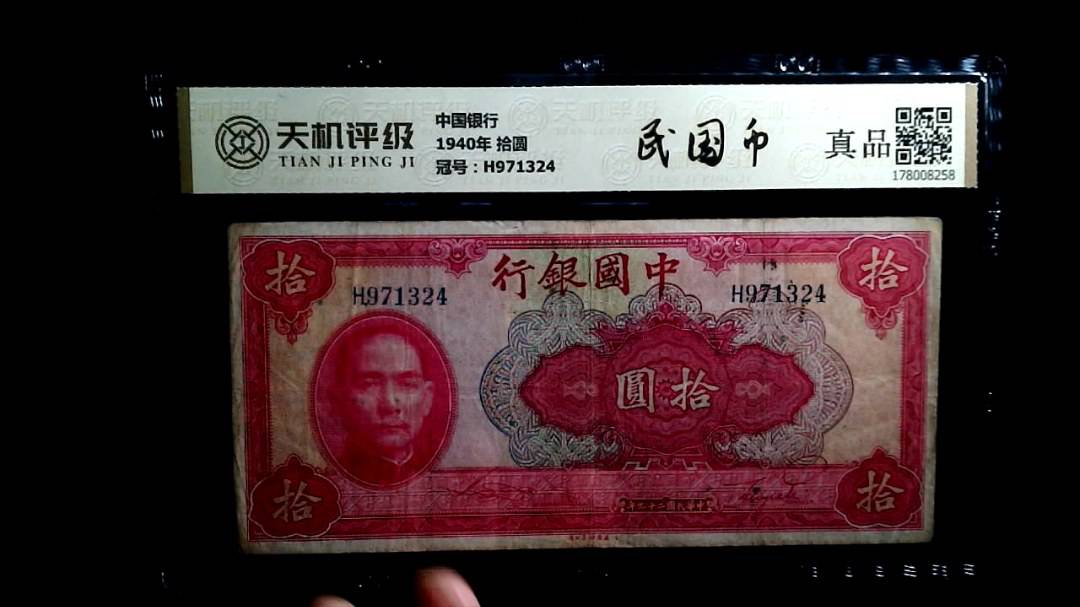 天机评级
TIAN JI PING JI
中国银行
1940年 拾圆
冠号：H971324
民国币
真品
178008258
行銀國中
拾
拾
H971324
H971324
圓拾
拾
拾